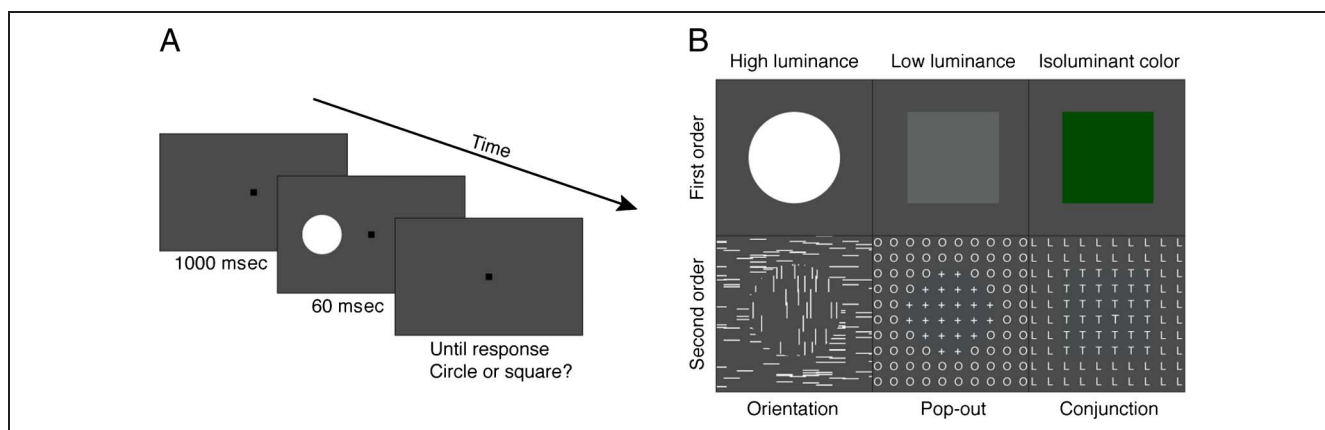 A
B
High luminance Low luminance Isoluminant color
Time
First order
1000 msec
60 msec
Until response
Circle or square?
Second order
O O O O O O O O O O L L L L L L L L L L
O O O O O O O O O O L L L L L L L L L L
O O O O + + O O O O L L T T T T T T L L
O O O + + + + O O O L L T T T T T T L L
O O + + + + + + O O L L T T T T T T L L
O O + + + + + + O O L L T T T T T T L L
O O O + + + + O O O L L T T T T T T L L
O O O O + + O O O O L L T T T T T T L L
O O O O O O O O O O L L L L L L L L L L
O O O O O O O O O O L L L L L L L L L L
Orientation Pop-out Conjunction